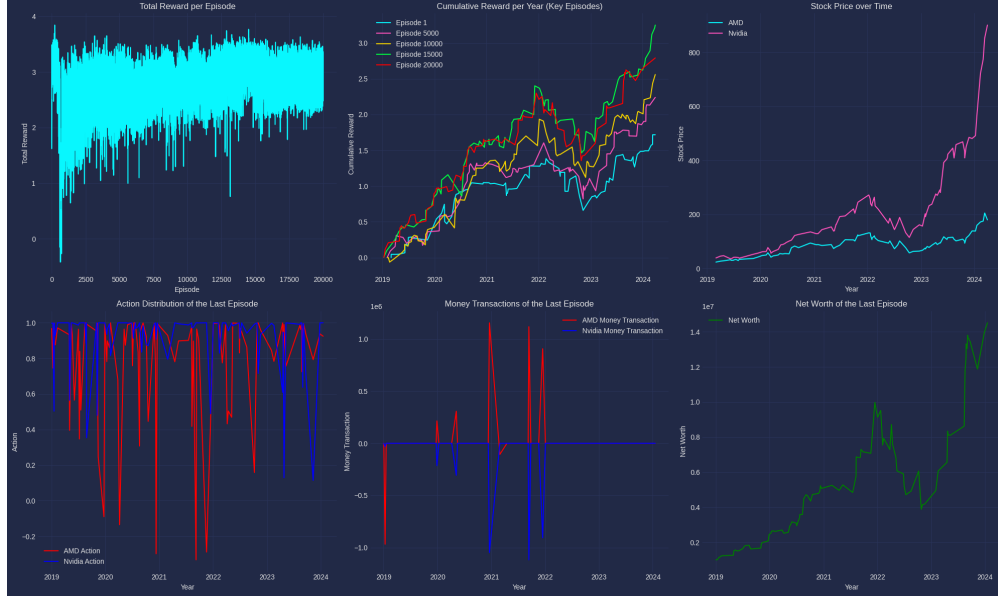 Total Reward per Episode
4
3
2
1
0
Total Reward
0
2500
5000
7500
10000
12500
15000
17500
20000
Episode
Cumulative Reward per Year (Key Episodes)
Episode 1
Episode 5000
Episode 10000
Episode 15000
Episode 20000
3.0
2.5
2.0
1.5
1.0
0.5
0.0
Cumulative Reward
2019
2020
2021
2022
2023
2024
Year
Stock Price over Time
AMD
Nvidia
800
600
400
200
0
Stock Price
2019
2020
2021
2022
2023
2024
Year
Action Distribution of the Last Episode
1.0
0.8
0.6
0.4
0.2
0.0
−0.2
Action
AMD Action
Nvidia Action
2019
2020
2021
2022
2023
2024
Year
Money Transactions of the Last Episode
1e6
AMD Money Transaction
Nvidia Money Transaction
1.0
0.5
0.0
−0.5
−1.0
Money Transaction
2019
2020
2021
2022
2023
2024
Year
Net Worth of the Last Episode
1e7
Net Worth
1.4
1.2
1.0
0.8
0.6
0.4
0.2
Net Worth
2019
2020
2021
2022
2023
2024
Year